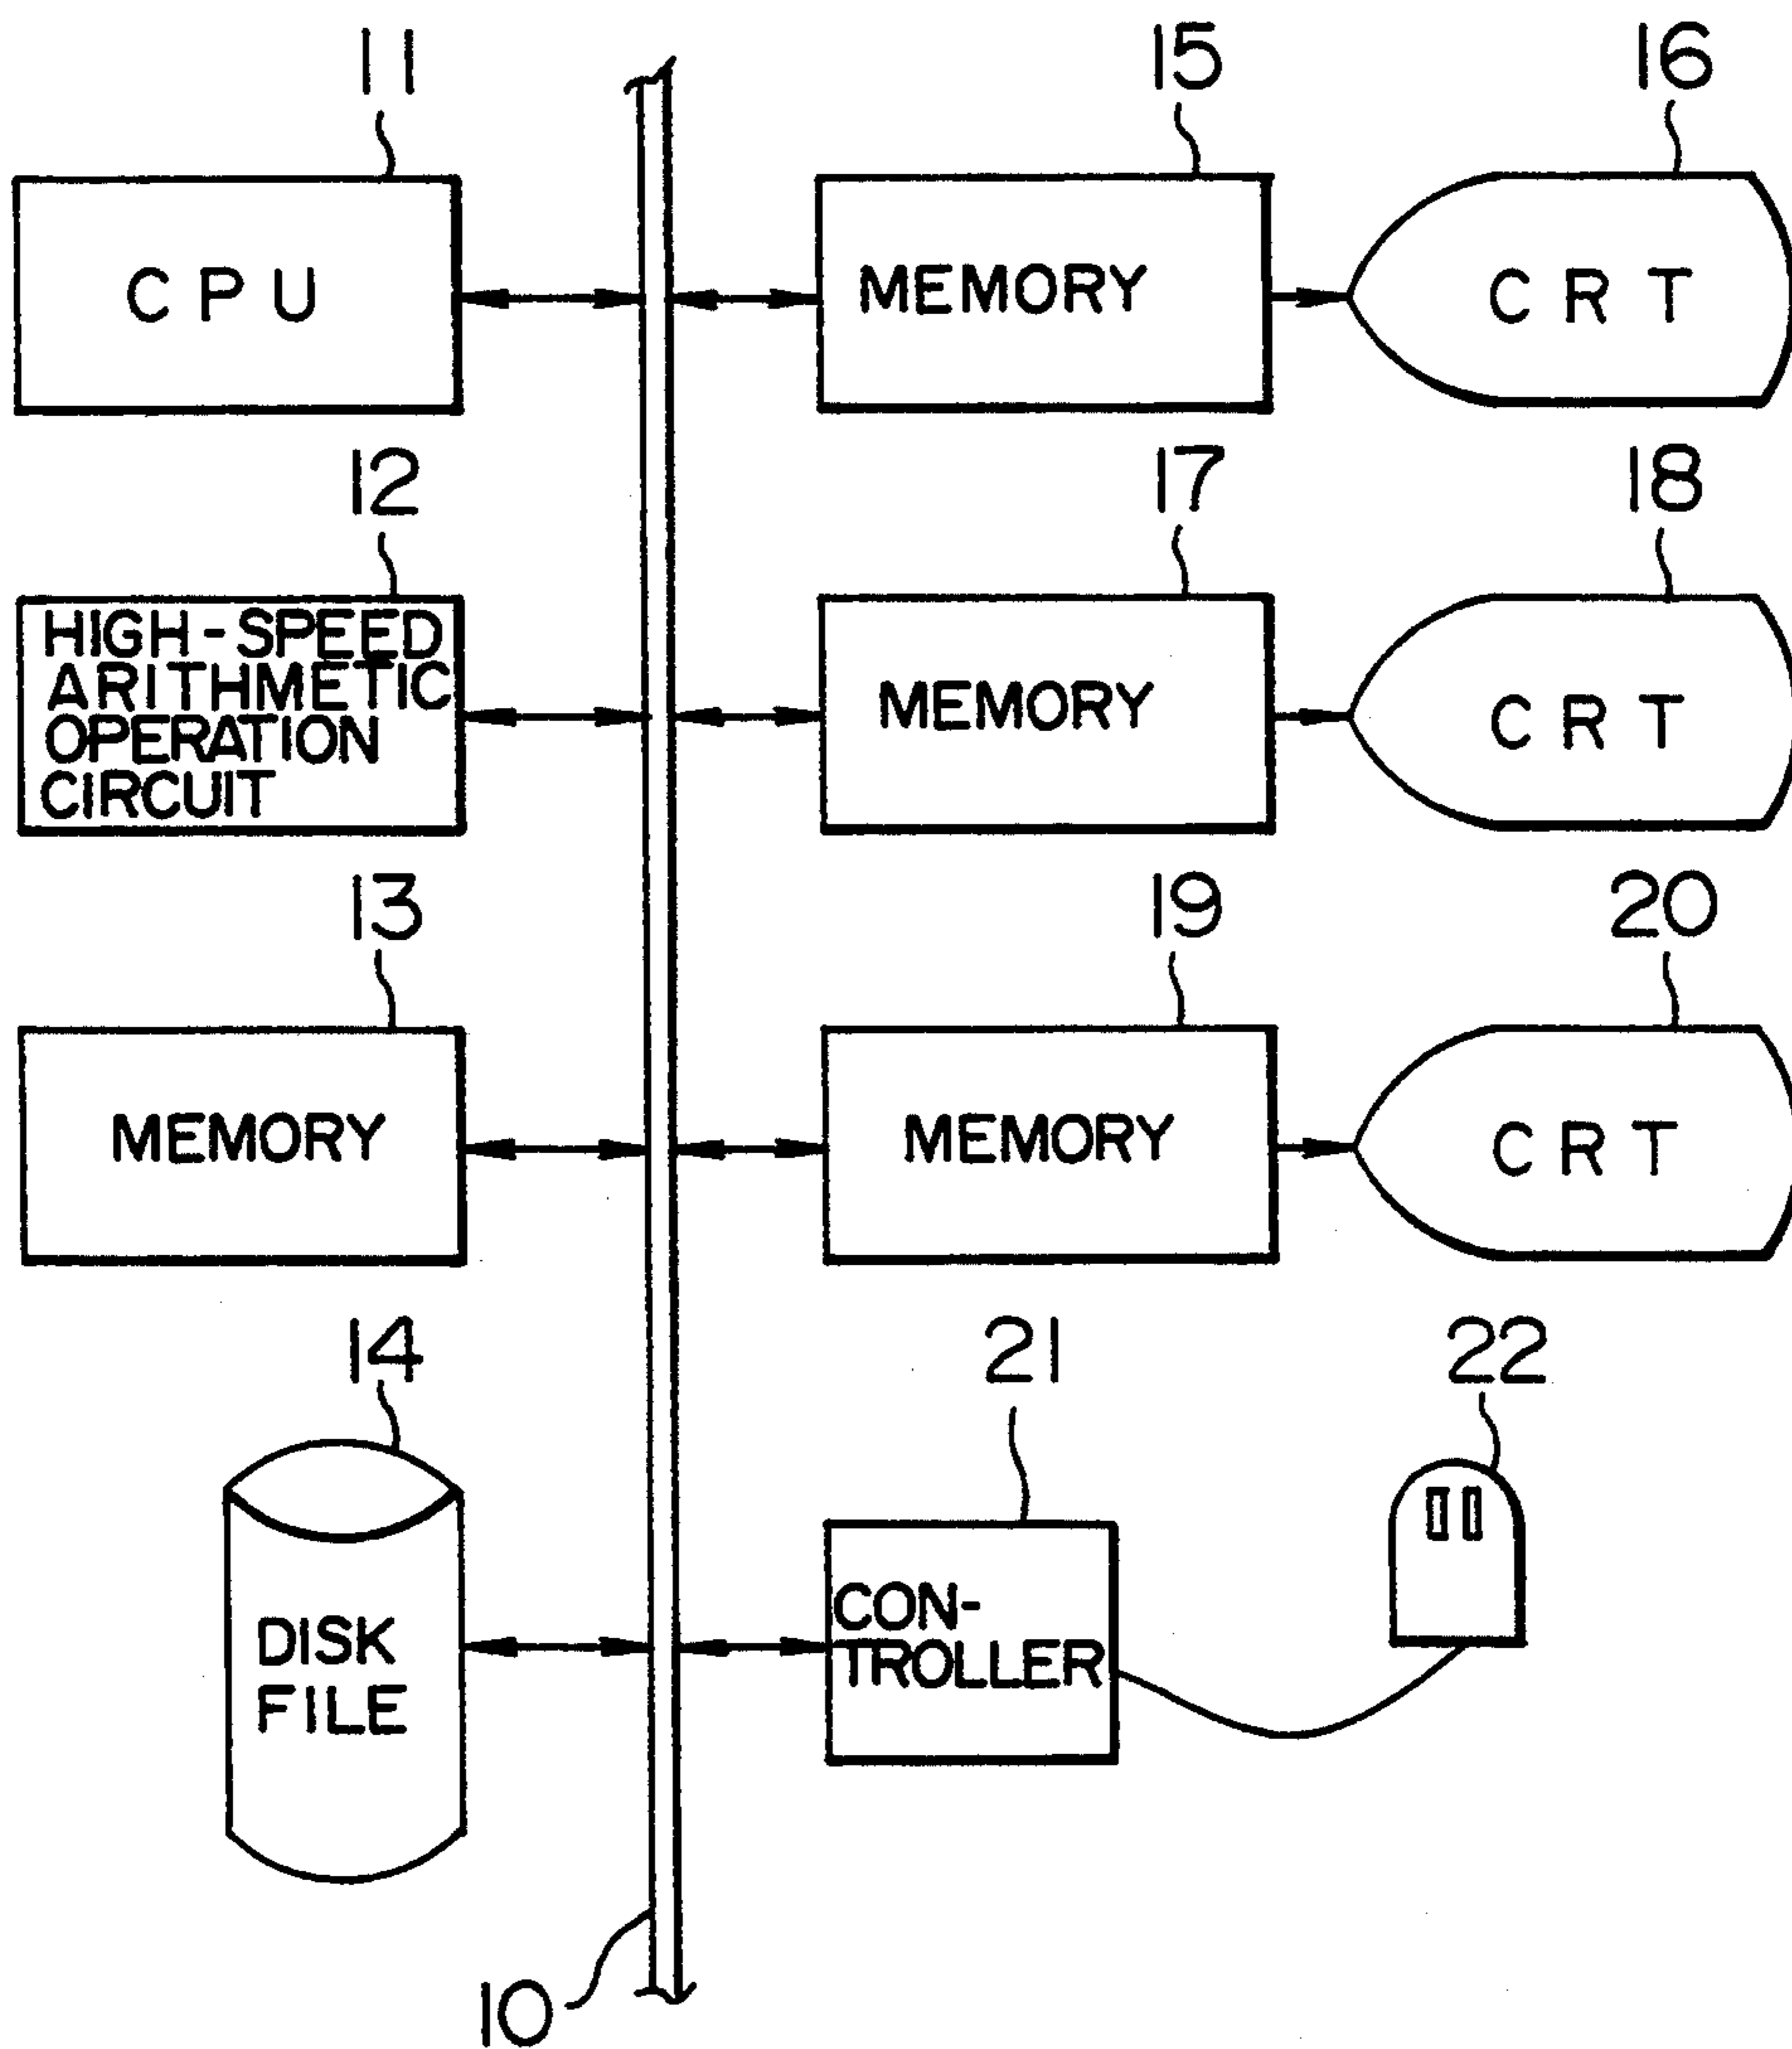 11
15
16
CPU
MEMORY
CRT
12
17
18
HIGH-SPEED
ARITHMETIC
OPERATION
CIRCUIT
MEMORY
CRT
13
19
20
MEMORY
MEMORY
CRT
14
21
22
DISK
FILE
CON-
TROLLER
10